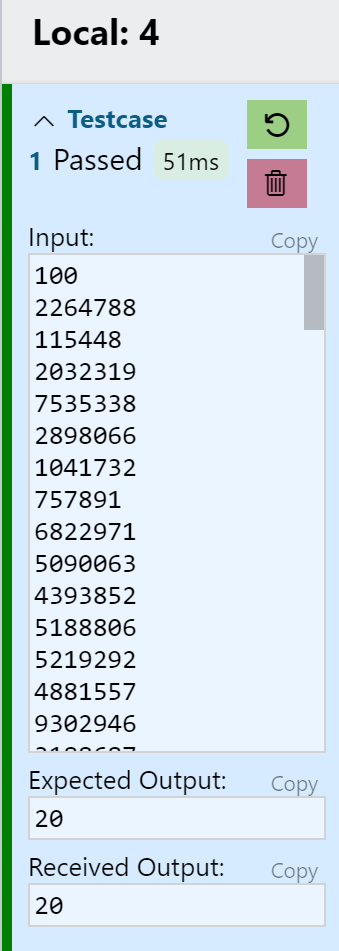 Local: 4
Testcase
1 Passed 51ms
Input:
Copy
100
2264788
115448
2032319
7535338
2898066
1041732
757891
6822971
5090063
4393852
5188806
5219292
4881557
9302946
Expected Output:
Copy
20
Received Output:
Copy
20